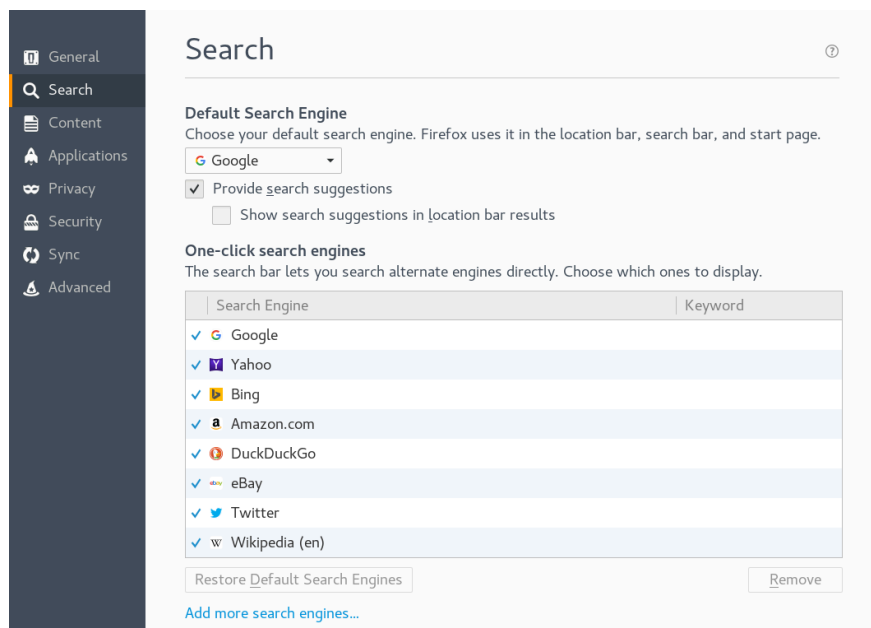 General
Search
Content
Applications
Privacy
Security
Sync
Advanced
Search
Default Search Engine
Choose your default search engine. Firefox uses it in the location bar, search bar, and start page.
Google
Provide search suggestions
Show search suggestions in location bar results
One-click search engines
The search bar lets you search alternate engines directly. Choose which ones to display.
Search Engine Keyword
Google
Yahoo
Bing
Amazon.com
DuckDuckGo
eBay
Twitter
Wikipedia (en)
Restore Default Search Engines Remove
Add more search engines...